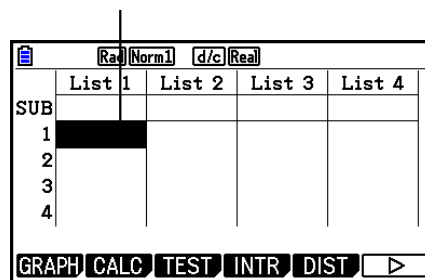 Rad Norm1 d/c Real
List 1 List 2 List 3 List 4
SUB
1
2
3
4
GRAPH CALC TEST INTR DIST ▷